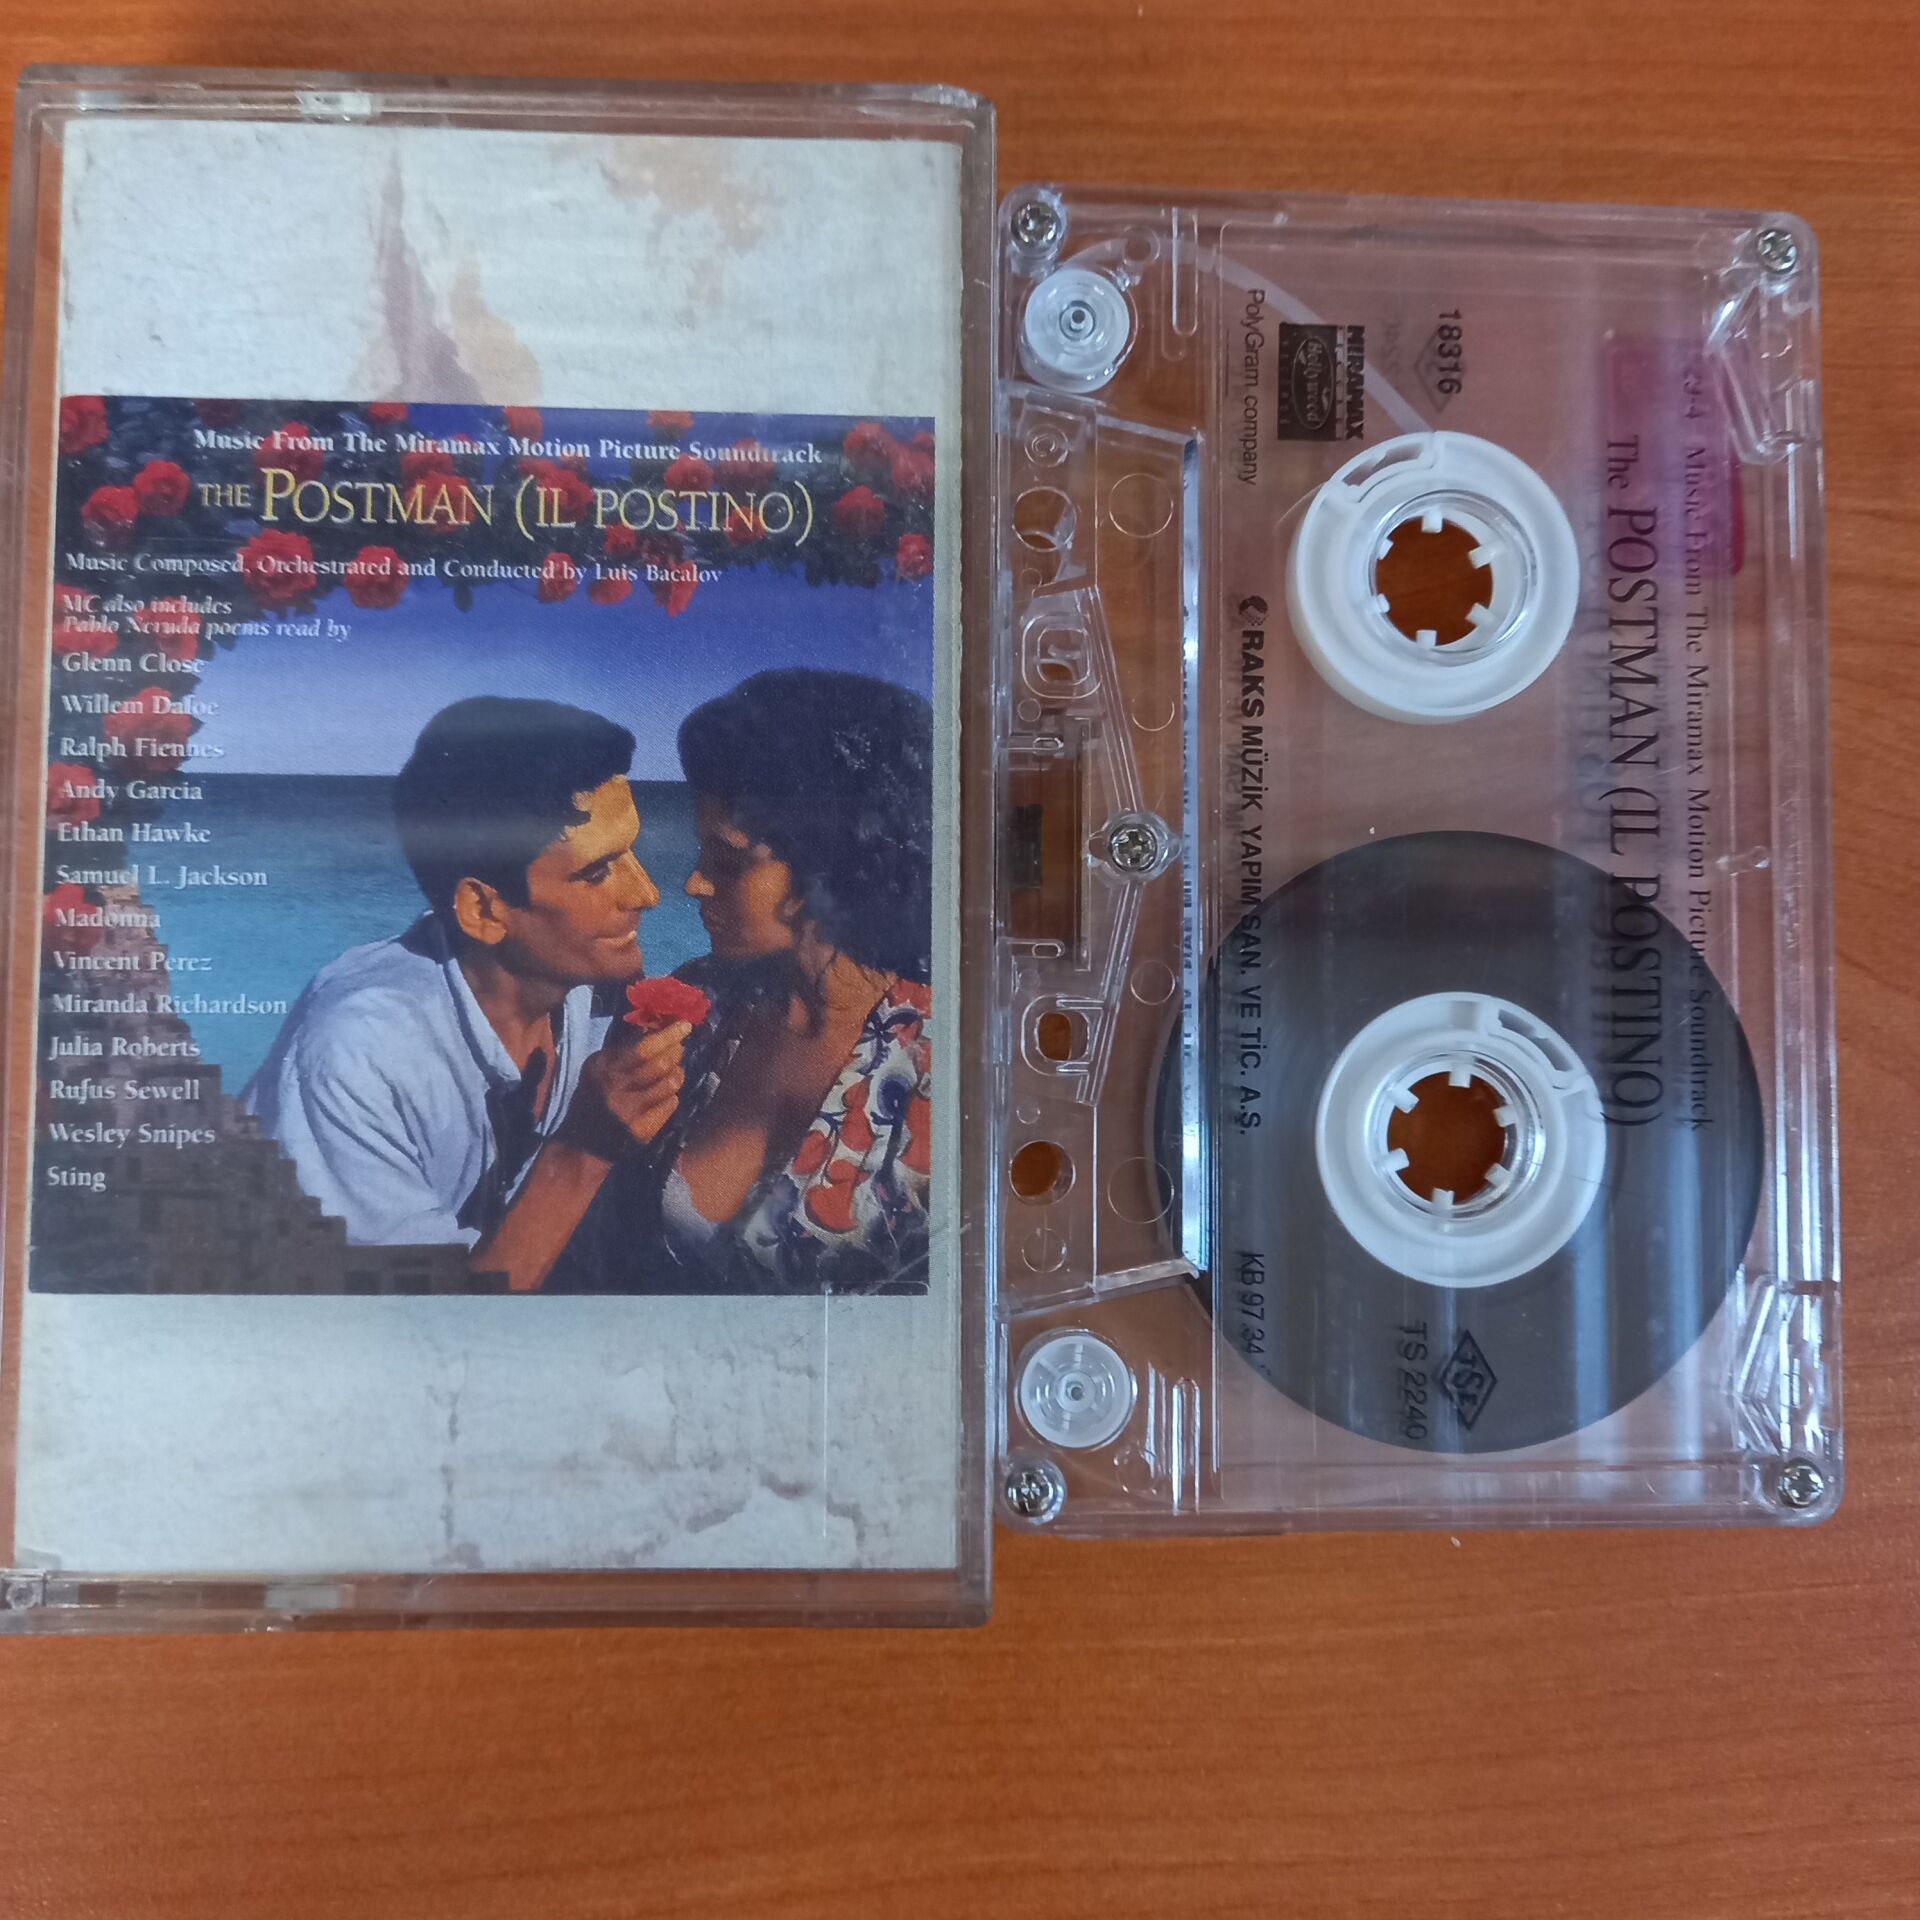 Music From The Miramax Motion Picture Soundtrack
THE POSTMAN (IL POSTINO)
Music Composed, Orchestrated and Conducted by Luis Bacalov
MC also includes
Pablo Neruda poems read by
Glenn Close
Willem Dafoe
Ralph Fiennes
Andy Garcia
Ethan Hawke
Samuel L. Jackson
Madonna
Vincent Perez
Miranda Richardson
Julia Roberts
Rufus Sewell
Wesley Snipes
Sting
Music From The Miramax Motion Picture Soundtrack
The POSTMAN (IL POSTINO)
18316
TSE
TS 2240
MIRAMAX
Hollywood
RECORDS
PolyGram company
RAKS MÜZİK YAPIM SAN. VE TİC. A.Ş.
KB 97.34